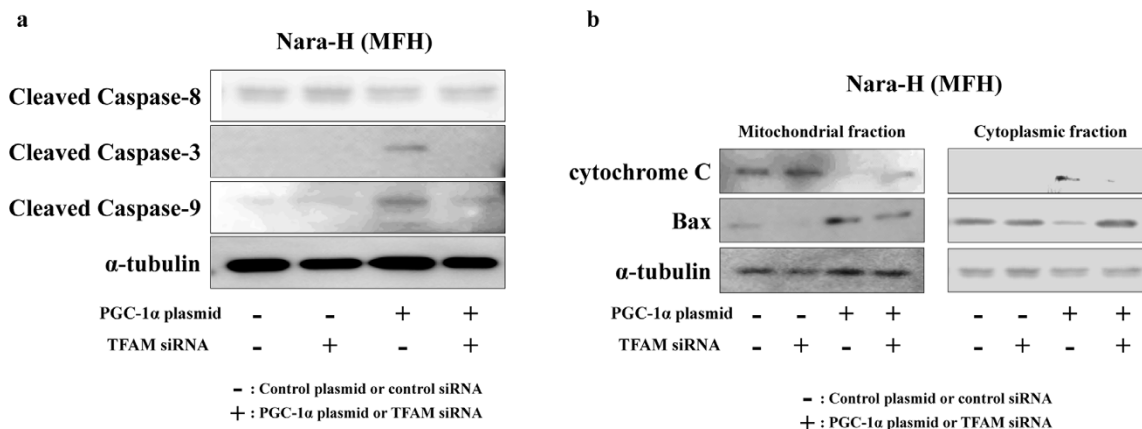 a
Nara-H (MFH)
Cleaved Caspase-8
Cleaved Caspase-3
Cleaved Caspase-9
α-tubulin
PGC-1α plasmid - - + +
TFAM siRNA - + - +
- : Control plasmid or control siRNA
+ : PGC-1α plasmid or TFAM siRNA
b
Nara-H (MFH)
Mitochondrial fraction Cytoplasmic fraction
cytochrome C
Bax
α-tubulin
PGC-1α plasmid - - + + - - + +
TFAM siRNA - + - + - + - +
- : Control plasmid or control siRNA
+ : PGC-1α plasmid or TFAM siRNA